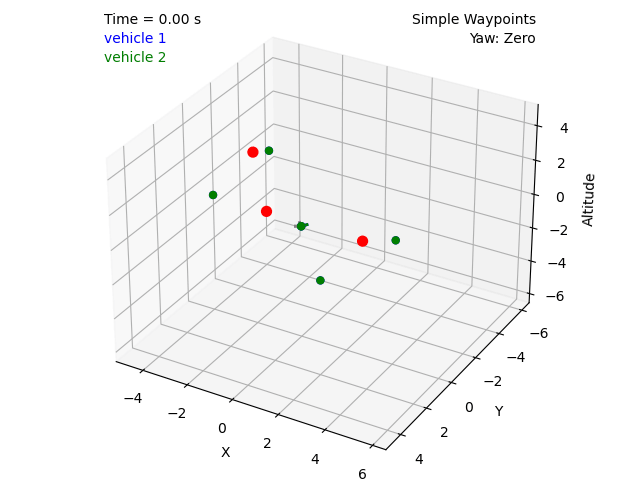 Time = 0.00 s
vehicle 1
vehicle 2
Simple Waypoints
Yaw: Zero
4
2
0
−2
−4
−6
Altitude
−6
−4
−2
0
2
4
Y
−4
−2
0
2
4
6
X